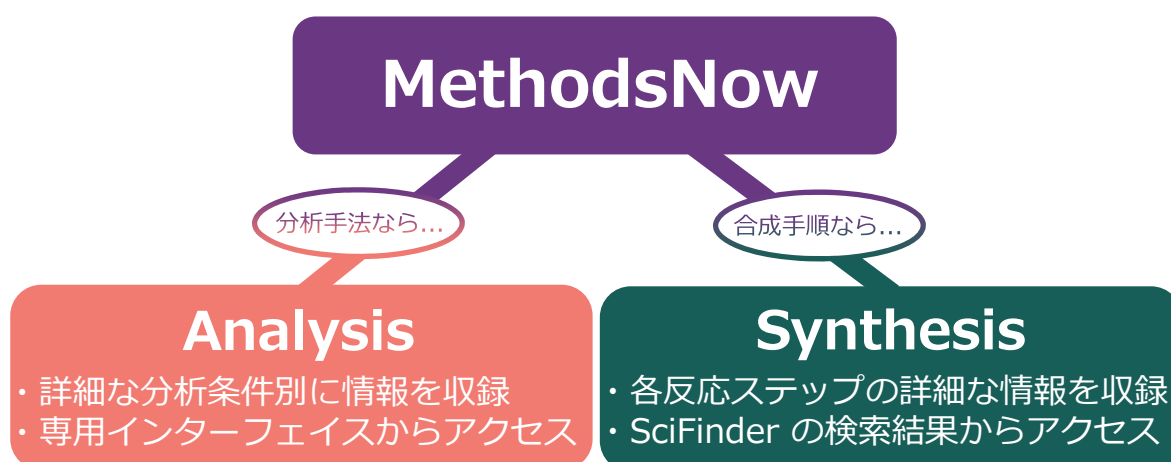 MethodsNow
分析手法なら...
合成手順なら...
Analysis
・詳細な分析条件別に情報を収録
・専用インターフェイスからアクセス
Synthesis
・各反応ステップの詳細な情報を収録
・SciFinder の検索結果からアクセス